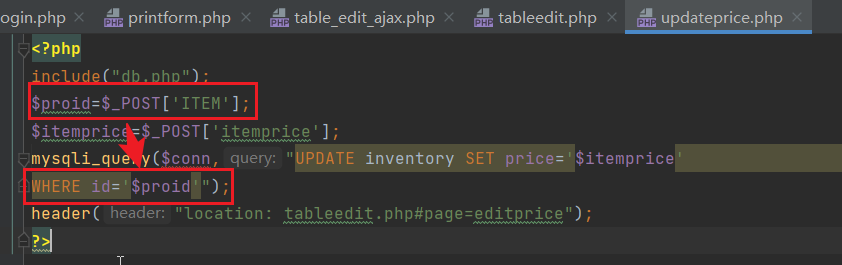 ogin.php × printform.php × table_edit_ajax.php × tableedit.php × updateprice.php ×
<?php
include("db.php");
$proid=$_POST['ITEM'];
$itemprice=$_POST['itemprice'];
mysqli_query($conn, query: "UPDATE inventory SET price='$itemprice'
WHERE id='$proid'");
header( header: "location: tableedit.php#page=editprice");
?>